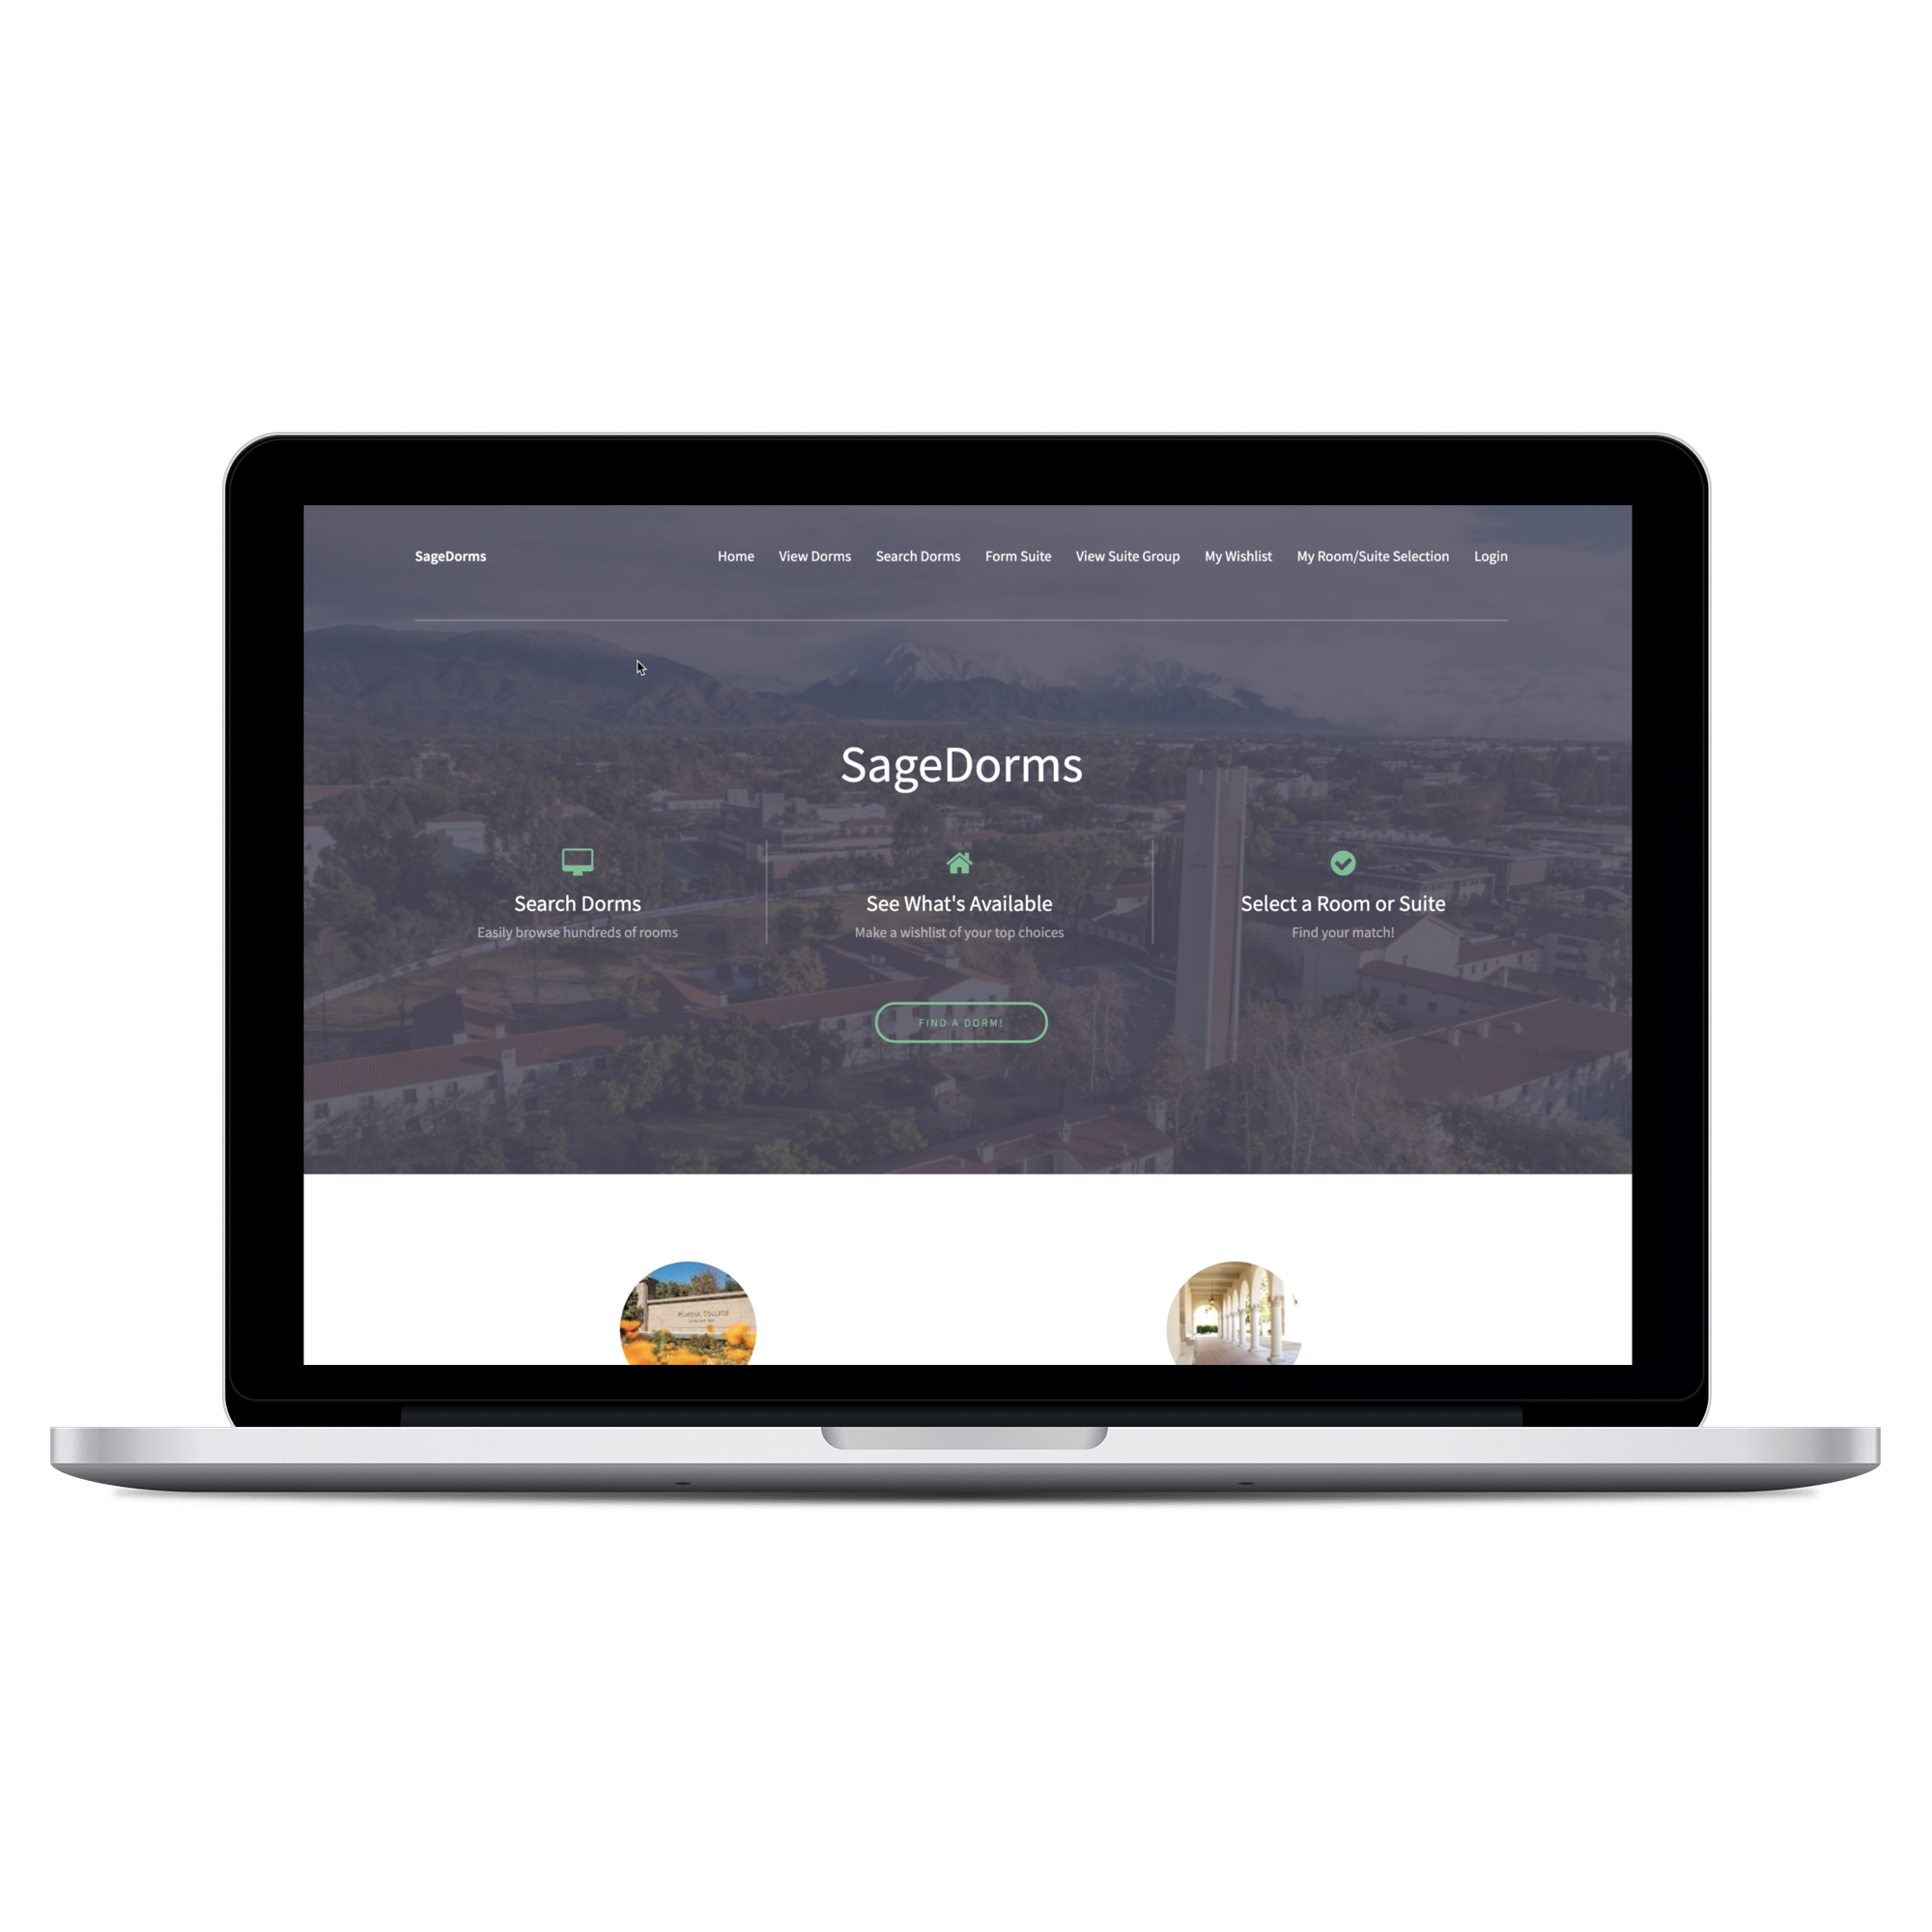 SageDorms
Home View Dorms Search Dorms Form Suite View Suite Group My Wishlist My Room/Suite Selection Login
SageDorms
Search Dorms
Easily browse hundreds of rooms
See What's Available
Make a wishlist of your top choices
Select a Room or Suite
Find your match!
FIND A DORM!
POMONA COLLEGE